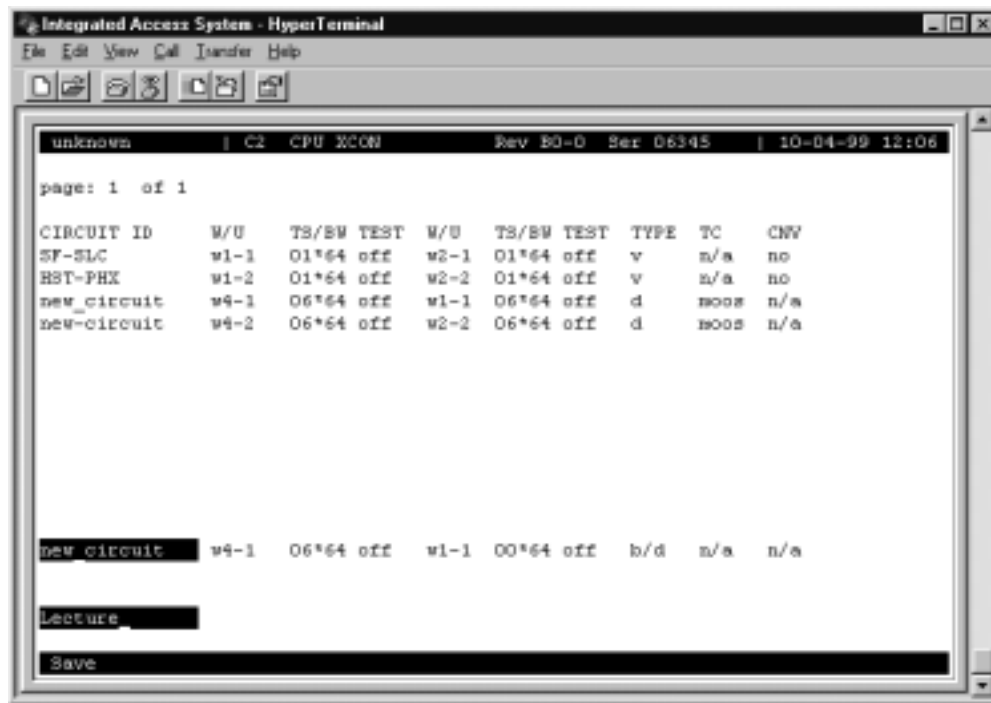 Integrated Access System - HyperTerminal
File Edit View Call Transfer Help
unknown | C2 CPU XCON Rev B0-0 Ser 06345 | 10-04-99 12:06
page: 1 of 1
CIRCUIT ID W/U TS/BW TEST W/U TS/BW TEST TYPE TC CNV
SF-SLC w1-1 01*64 off w2-1 01*64 off v n/a no
HST-PHX w1-2 01*64 off w2-2 01*64 off v n/a no
new_circuit w4-1 06*64 off w1-1 06*64 off d moos n/a
new-circuit w4-2 06*64 off w2-2 06*64 off d moos n/a
new_circuit w4-1 06*64 off w1-1 00*64 off b/d n/a n/a
Lecture_
Save